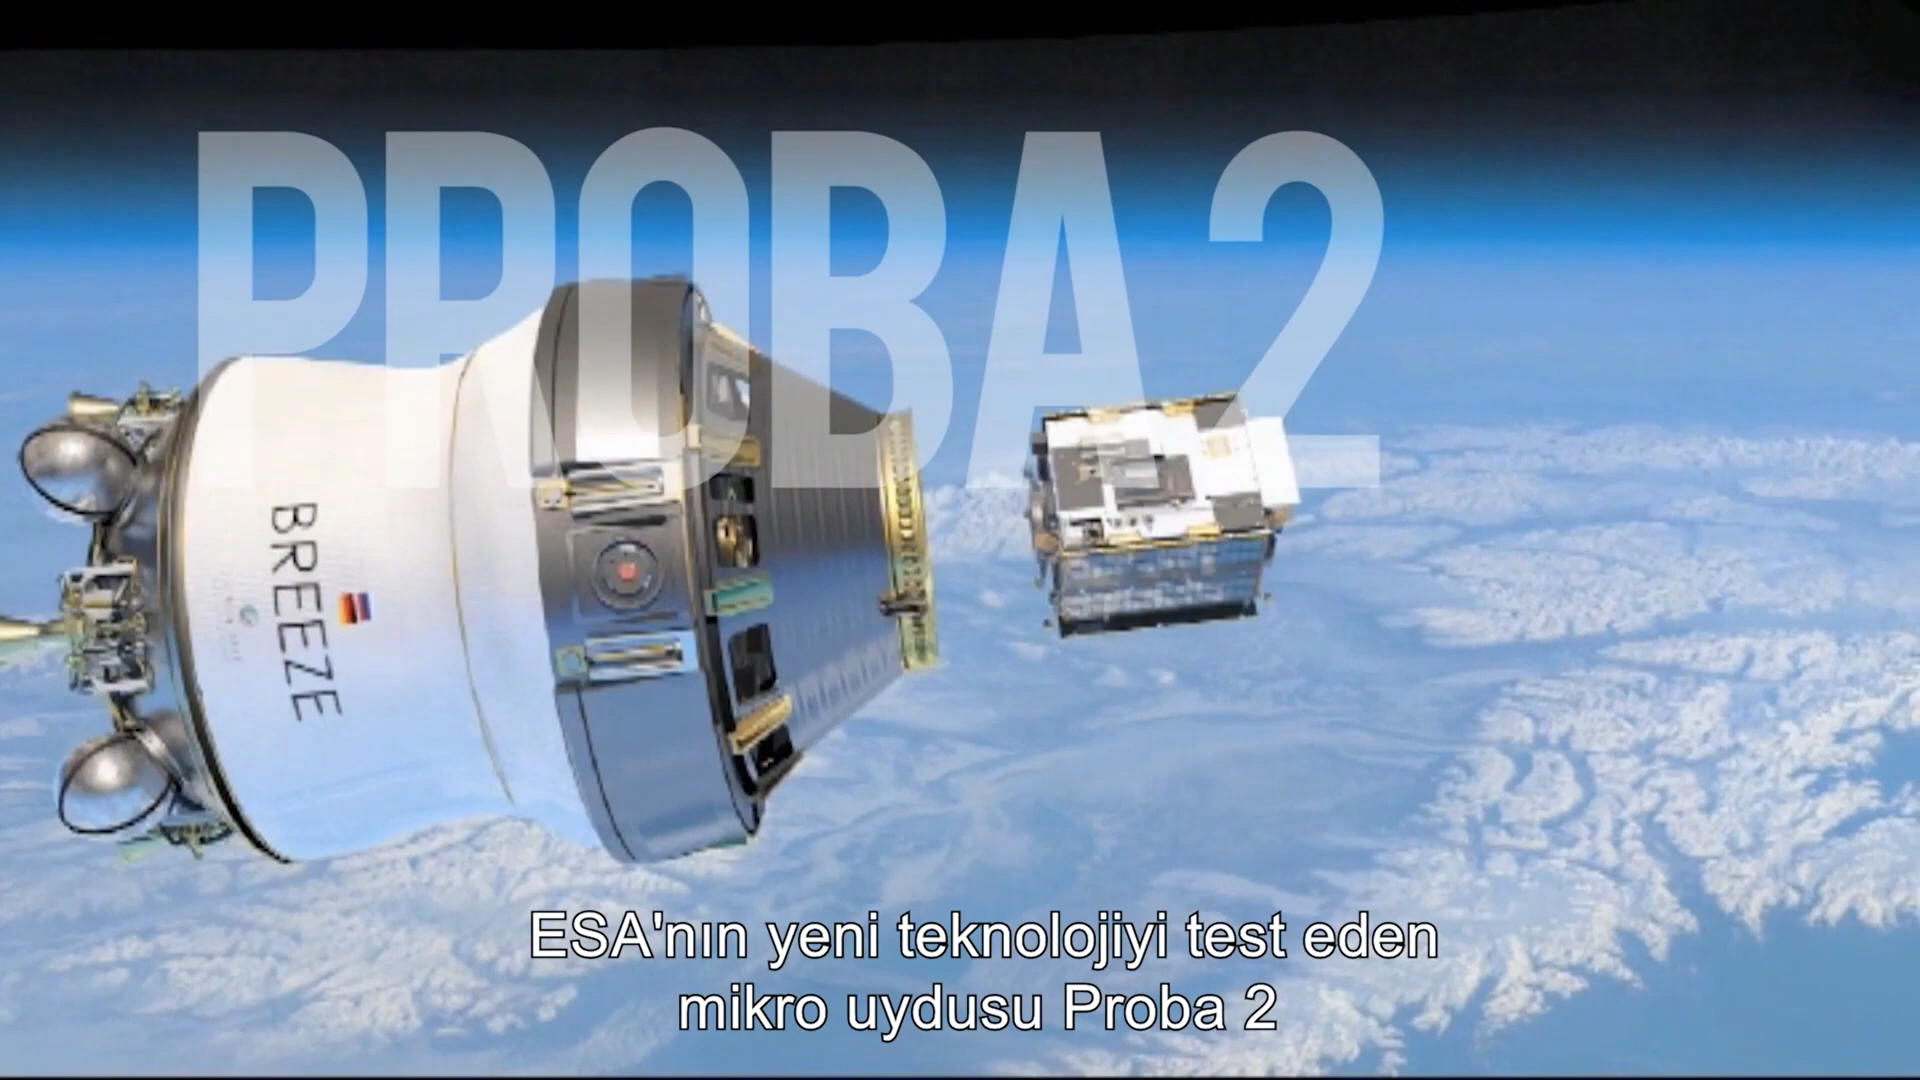 PROBA 2
BREEZE
ESA'nın yeni teknolojiyi test eden
mikro uydusu Proba 2